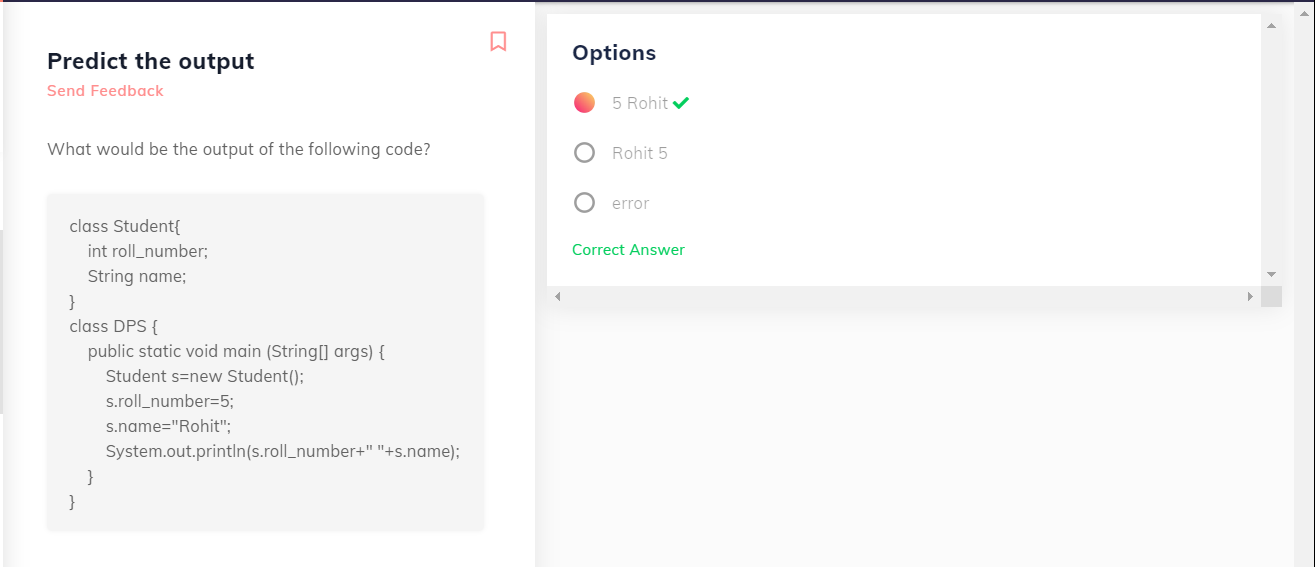 Predict the output
Send Feedback
What would be the output of the following code?
class Student{
    int roll_number;
    String name;
}
class DPS {
    public static void main (String[] args) {
        Student s=new Student();
        s.roll_number=5;
        s.name="Rohit";
        System.out.println(s.roll_number+" "+s.name);
    }
}
Options
5 Rohit
Rohit 5
error
Correct Answer